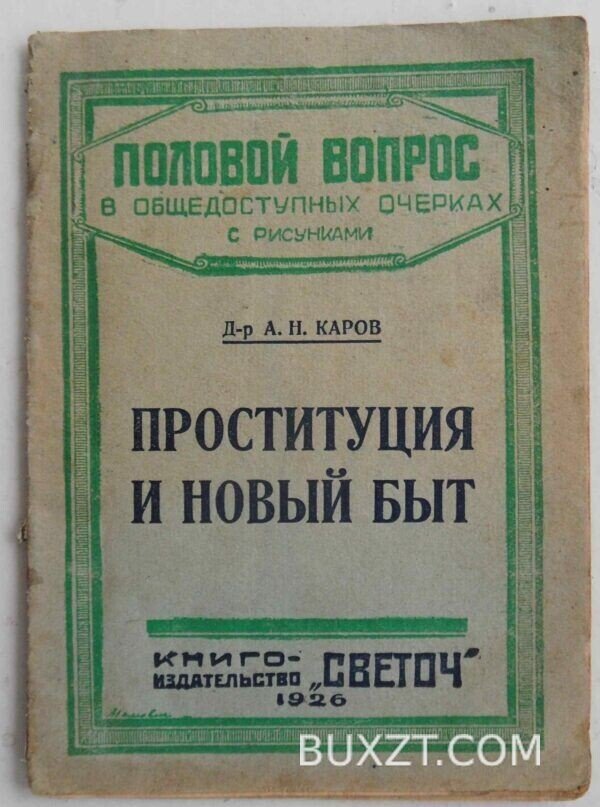 ПОЛОВОЙ ВОПРОС
В ОБЩЕДОСТУПНЫХ ОЧЕРКАХ
С РИСУНКАМИ
Д-р А. Н. КАРОВ
ПРОСТИТУЦИЯ
И НОВЫЙ БЫТ
КНИГО-
ИЗДАТЕЛЬСТВО „СВЕТОЧ“
1926
BUXZT.COM